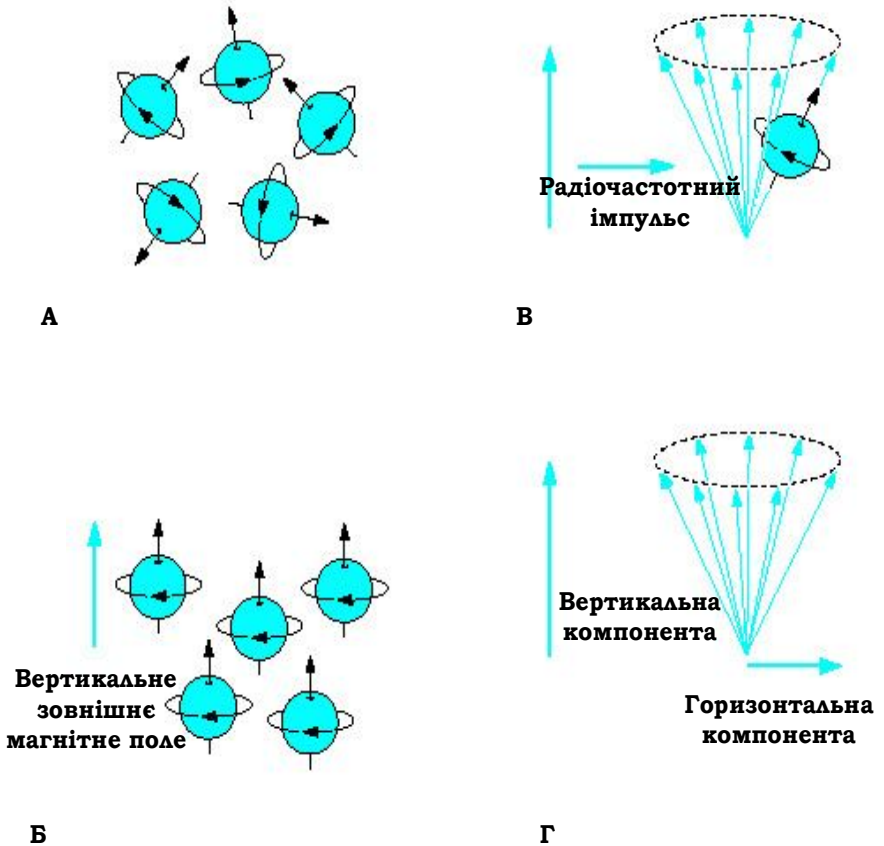 Радіочастотний
імпульс
А
В
Вертикальна
компонента
Вертикальне
зовнішнє
магнітне поле
Горизонтальна
компонента
Б
Г